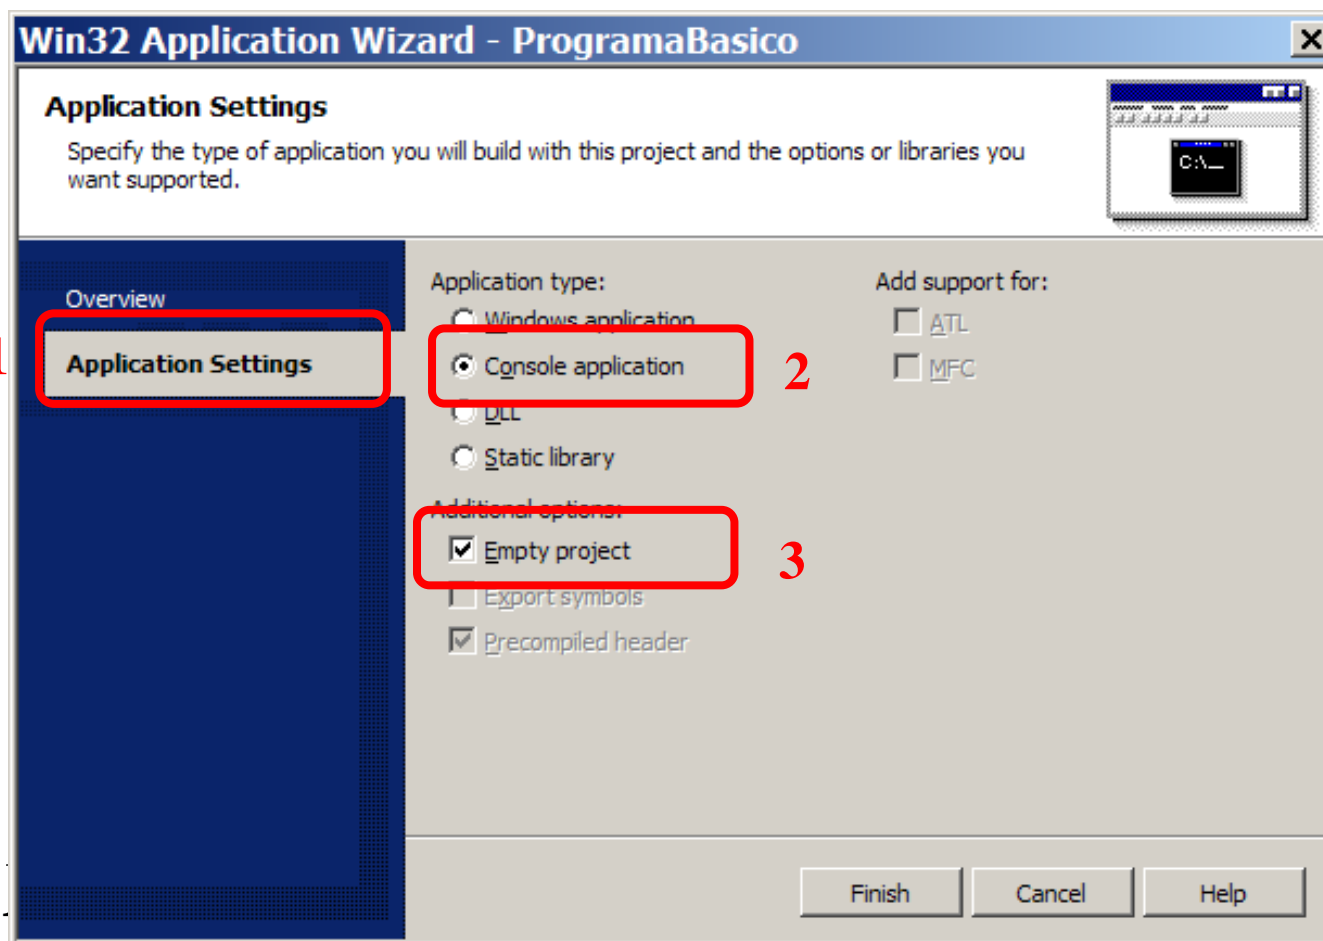 Win32 Application Wizard - ProgramaBasico
Application Settings
Specify the type of application you will build with this project and the options or libraries you
want supported.
C:\_
Overview
1
Application Settings
Application type:
Windows application
Console application
2
DLL
Static library
Additional options:
Empty project
3
Export symbols
Precompiled header
Add support for:
ATL
MFC
Finish
Cancel
Help